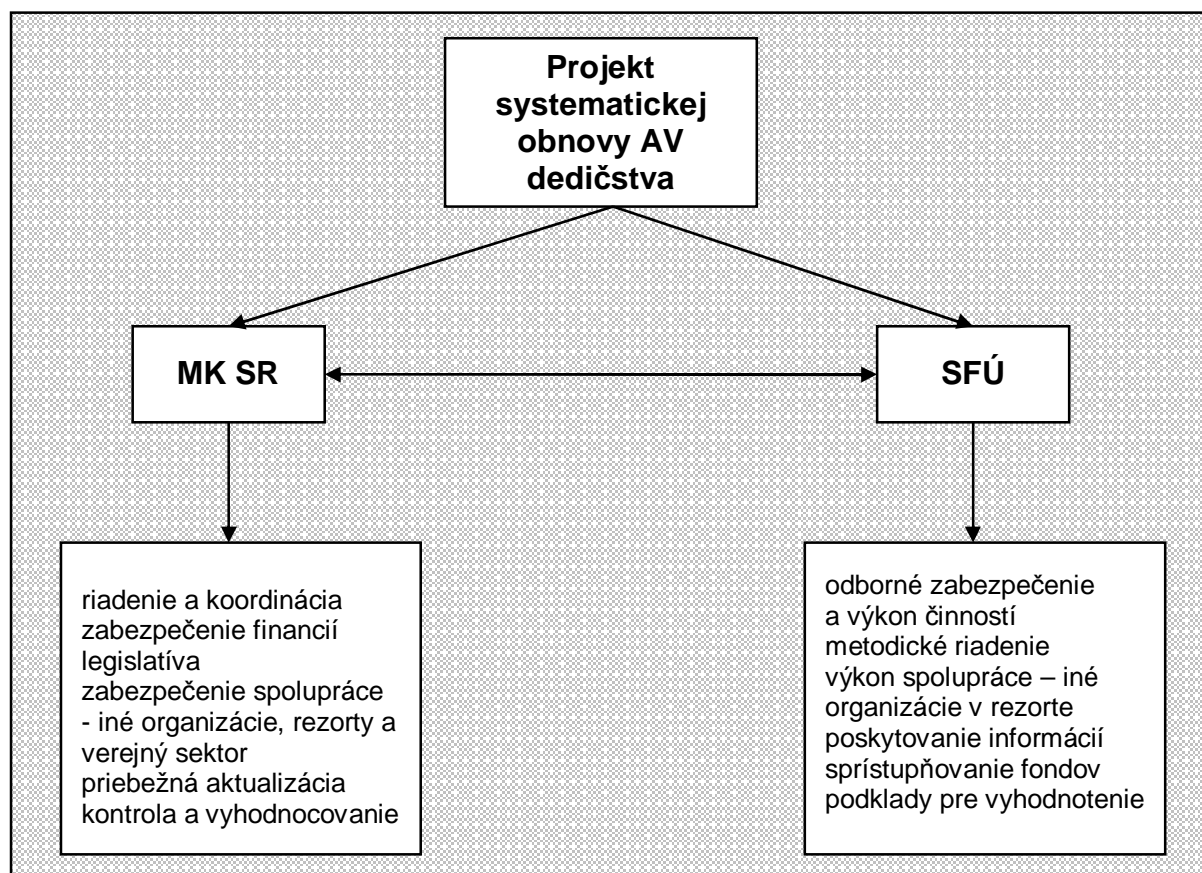 Projekt
systematickej
obnovy AV
dedičstva
MK SR
SFÚ
riadenie a koordinácia
zabezpečenie financií
legislatíva
zabezpečenie spolupráce
- iné organizácie, rezorty a
verejný sektor
priebežná aktualizácia
kontrola a vyhodnocovanie
odborné zabezpečenie
a výkon činností
metodické riadenie
výkon spolupráce – iné
organizácie v rezorte
poskytovanie informácií
sprístupňovanie fondov
podklady pre vyhodnotenie